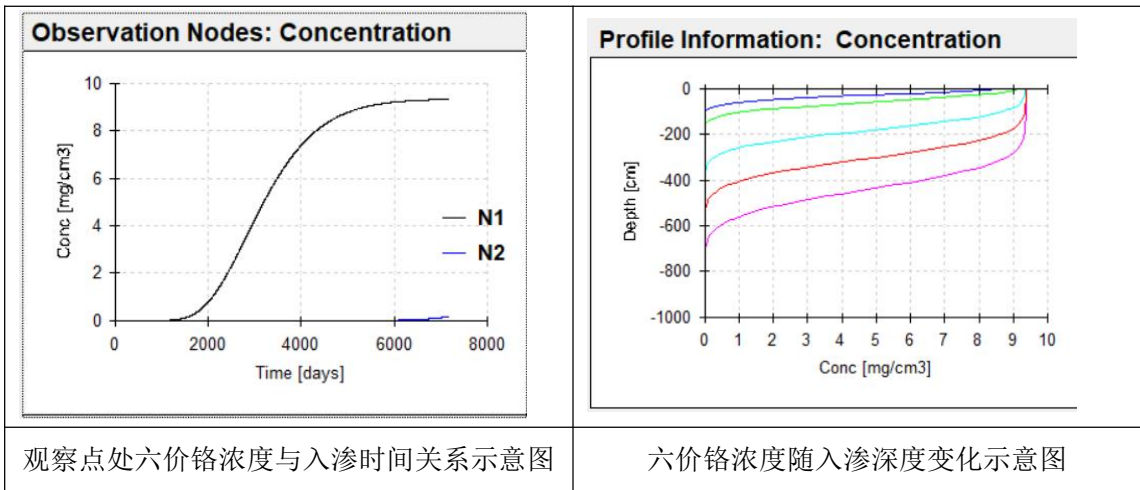 Observation Nodes: Concentration
10
8
6
4
2
0
Conc [mg/cm3]
0 2000 4000 6000 8000
Time [days]
N1
N2
观察点处六价铬浓度与入渗时间关系示意图
Profile Information: Concentration
0
-200
-400
-600
-800
-1000
Depth [cm]
0 1 2 3 4 5 6 7 8 9 10
Conc [mg/cm3]
六价铬浓度随入渗深度变化示意图